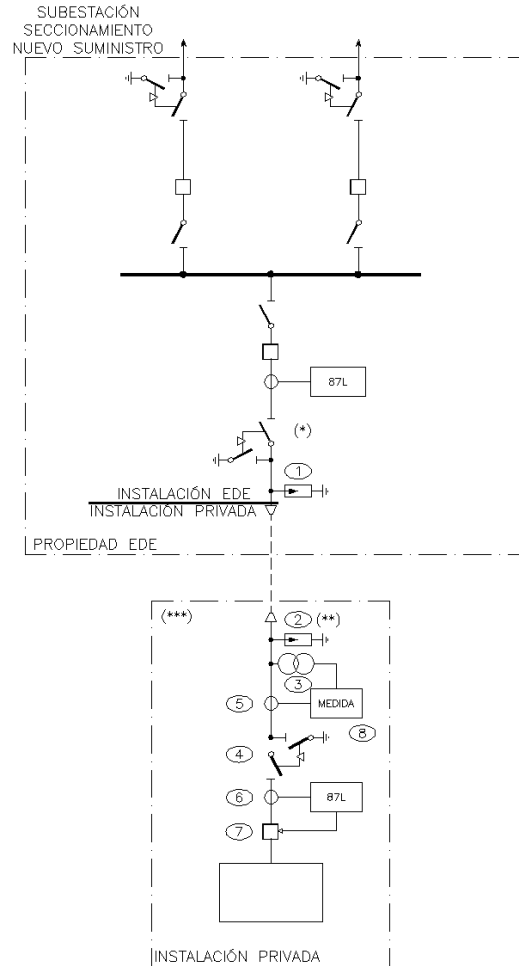 SUBESTACIÓN
SECCIONAMIENTO
NUEVO SUMINISTRO
87L
(*)
1
INSTALACIÓN EDE
INSTALACIÓN PRIVADA
PROPIEDAD EDE
(***)
2 (**)
3
5
MEDIDA
8
4
6
87L
7
INSTALACIÓN PRIVADA